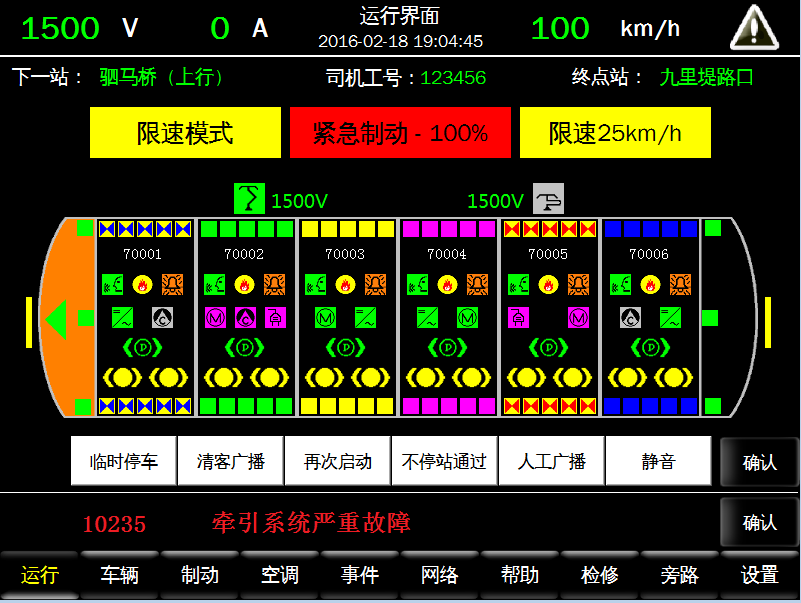 1500 V 0 A 运行界面 100 km/h
2016-02-18 19:04:45
下一站： 驷马桥（上行） 司机工号：123456 终点站： 九里堤路口
限速模式 紧急制动 - 100% 限速25km/h
1500V 1500V
70001 70002 70003 70004 70005 70006
C M C M M M C
P P P P P P
临时停车 清客广播 再次启动 不停站通过 人工广播 静音 确认
10235 牵引系统严重故障 确认
运行 车辆 制动 空调 事件 网络 帮助 检修 旁路 设置